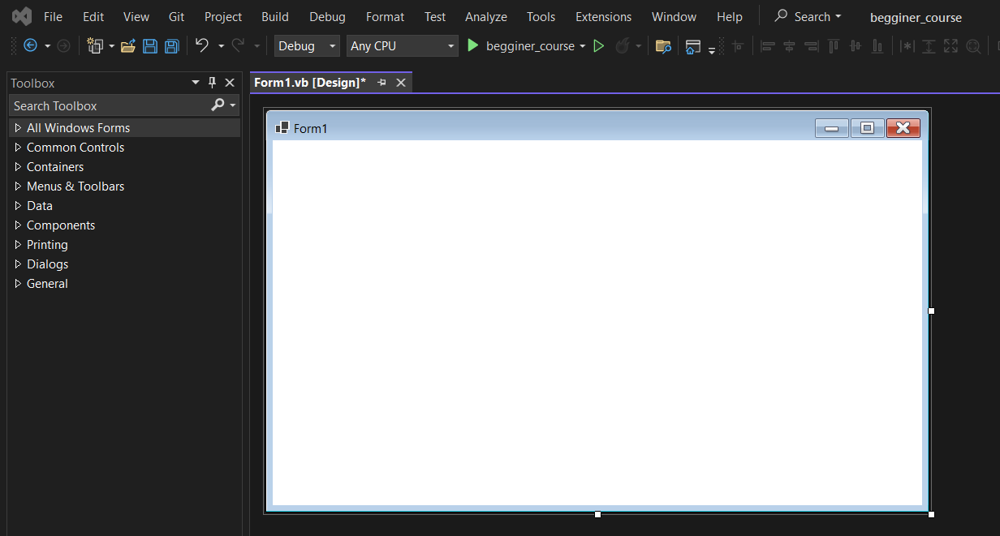 File Edit View Git Project Build Debug Format Test Analyze Tools Extensions Window Help Search begginer_course
Debug Any CPU begginer_course
Toolbox
Form1.vb [Design]*
Search Toolbox
Form1
All Windows Forms
Common Controls
Containers
Menus & Toolbars
Data
Components
Printing
Dialogs
General